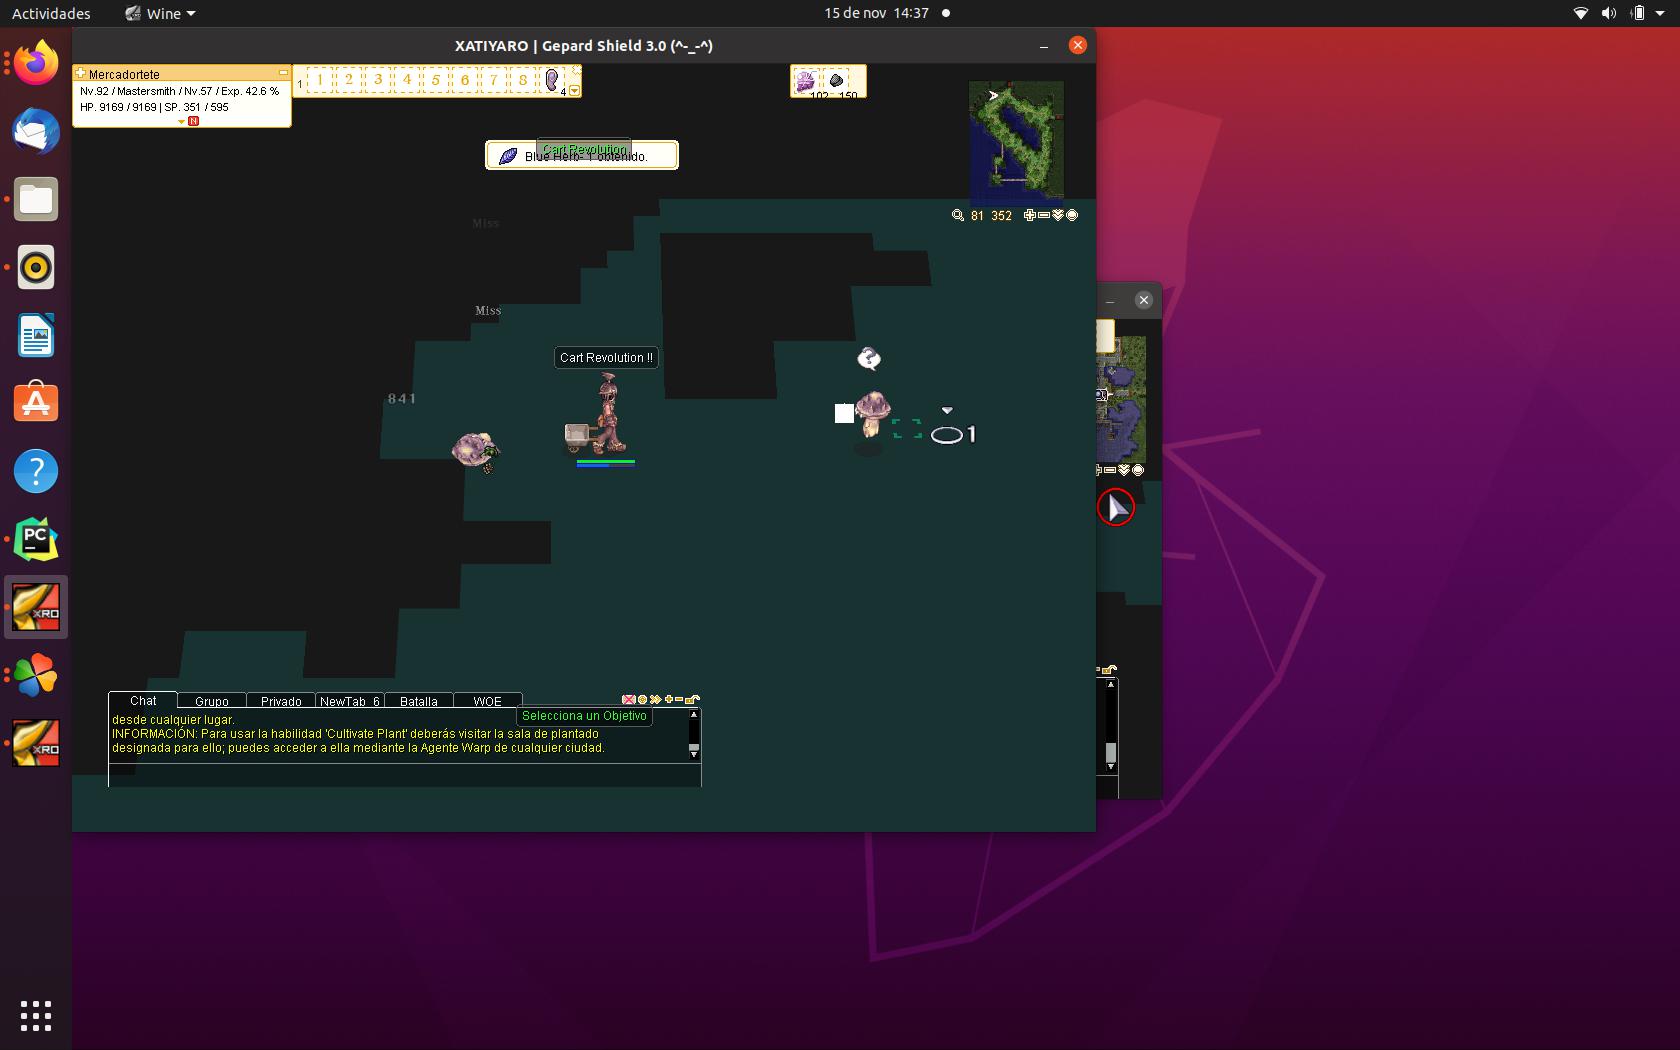 Actividades
Wine
15 de nov 14:37
XATIYARO | Gepard Shield 3.0 (^-_-^)
Mercadortete
Nv.92 / Mastersmith / Nv.57 / Exp. 42.6 %
HP. 9169 / 9169 | SP. 351 / 595
N
1
1 2 3 4 5 6 7 8
4
102 150
Cart Revolution
Blue Herb- 1 obtenido.
81 352
Miss
Miss
Cart Revolution !!
841
?
1
Chat
Grupo
Privado
NewTab_6
Batalla
WOE
Selecciona un Objetivo
desde cualquier lugar.
INFORMACIÓN: Para usar la habilidad 'Cultivate Plant' deberás visitar la sala de plantado
designada para ello; puedes acceder a ella mediante la Agente Warp de cualquier ciudad.
?
PC
XRO
XRO